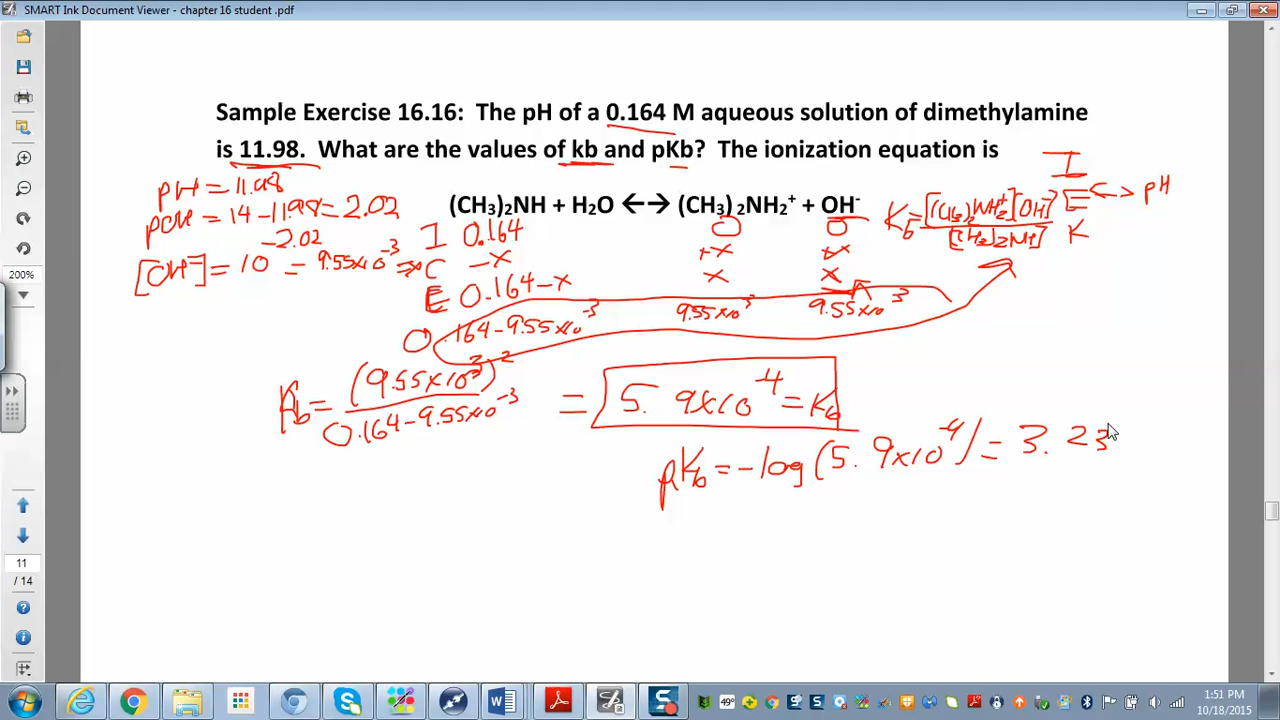 SMART Ink Document Viewer - chapter 16 student .pdf
Sample Exercise 16.16: The pH of a 0.164 M aqueous solution of dimethylamine
is 11.98. What are the values of kb and pKb? The ionization equation is
I
pH = 11.98
E <--> pH
K
pOH = 14 - 11.98 = 2.02
(CH3)2NH + H2O ←→ (CH3) 2NH2+ + OH-
Kb = [(CH3)2NH2+][OH-] / [(CH3)2NH]
I 0.164 0 0
[OH-] = 10 -2.02 = 9.55x10-3 = x
C -x +x +x
E 0.164-x x x
0.164-9.55x10-3 9.55x10-3 9.55x10-3
Kb = (9.55x10-3)2 / 0.164-9.55x10-3 = 5.9x10-4 = Kb
pKb = -log(5.9x10-4) = 3.23
200%
11
/ 14
49°
1:51 PM
10/18/2015